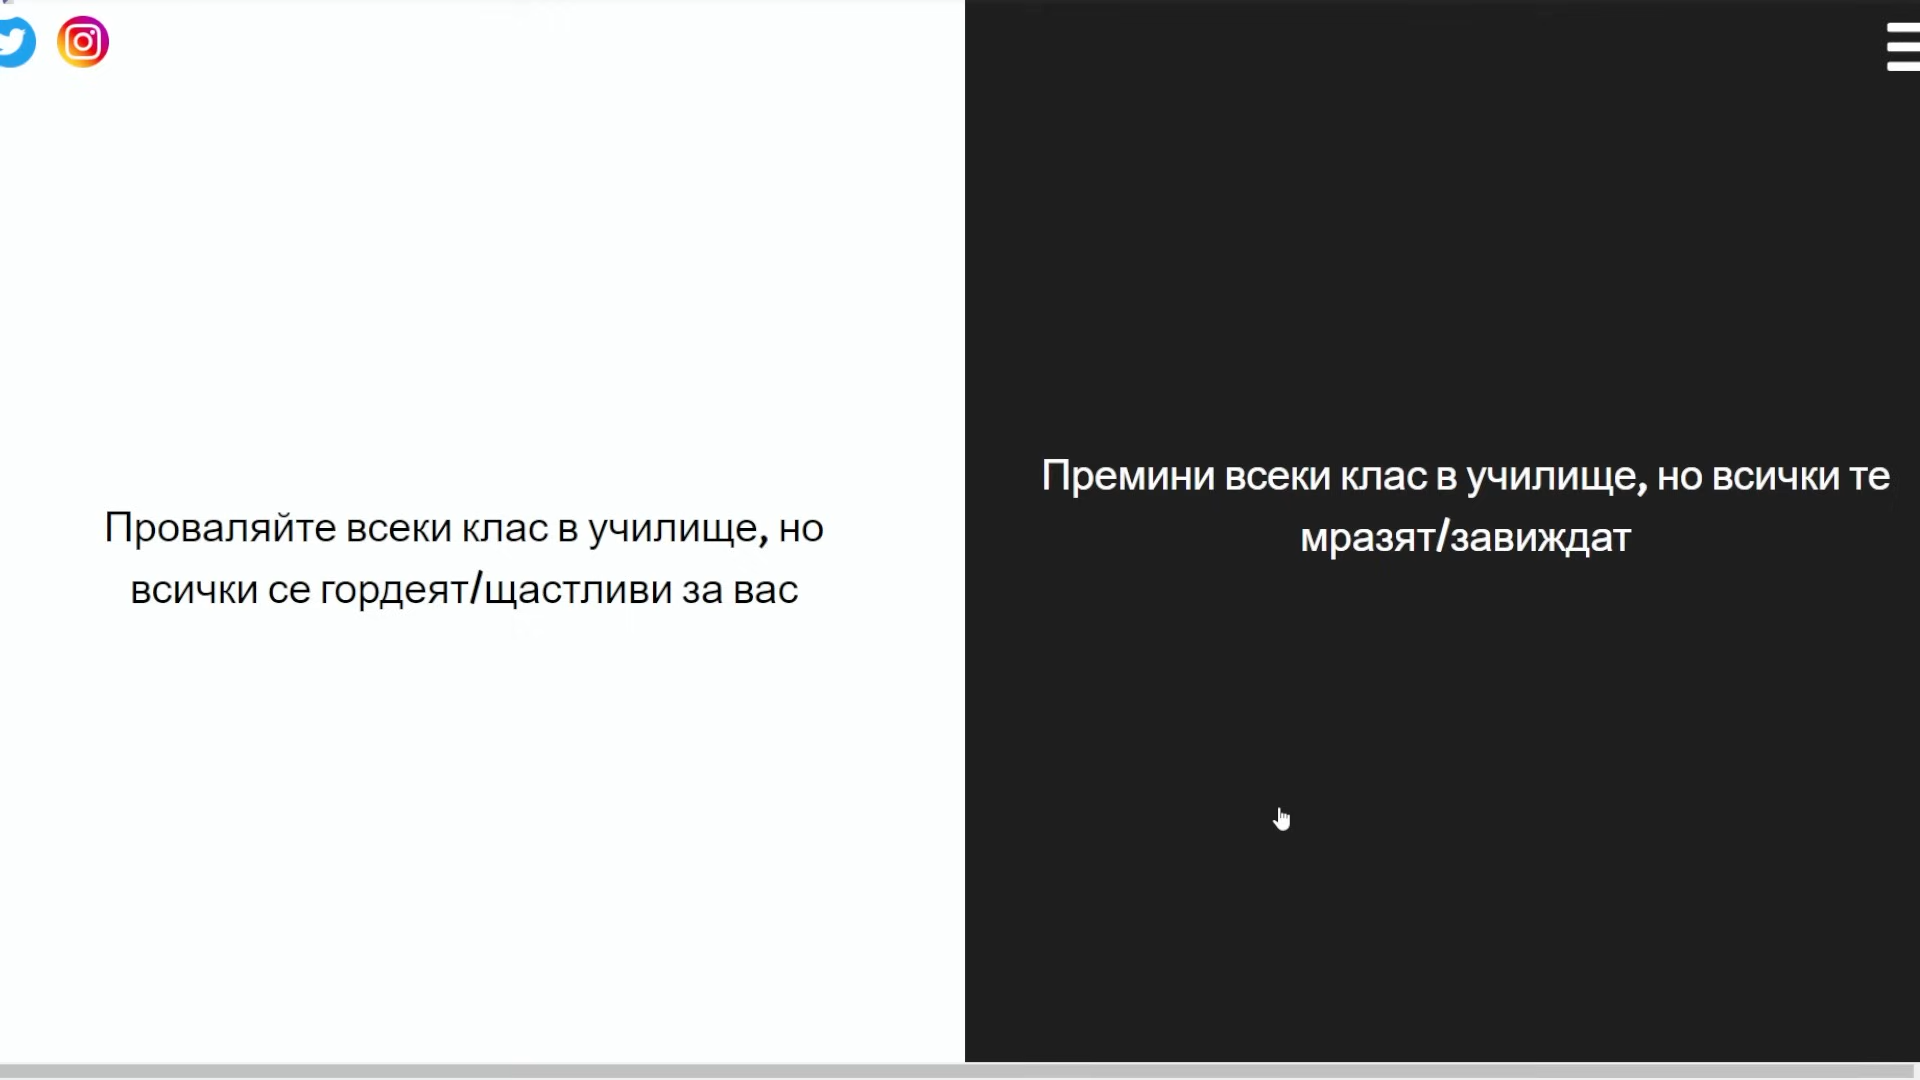 Проваляйте всеки клас в училище, но
всички се гордеят/щастливи за вас
Премини всеки клас в училище, но всички те
мразят/завиждат